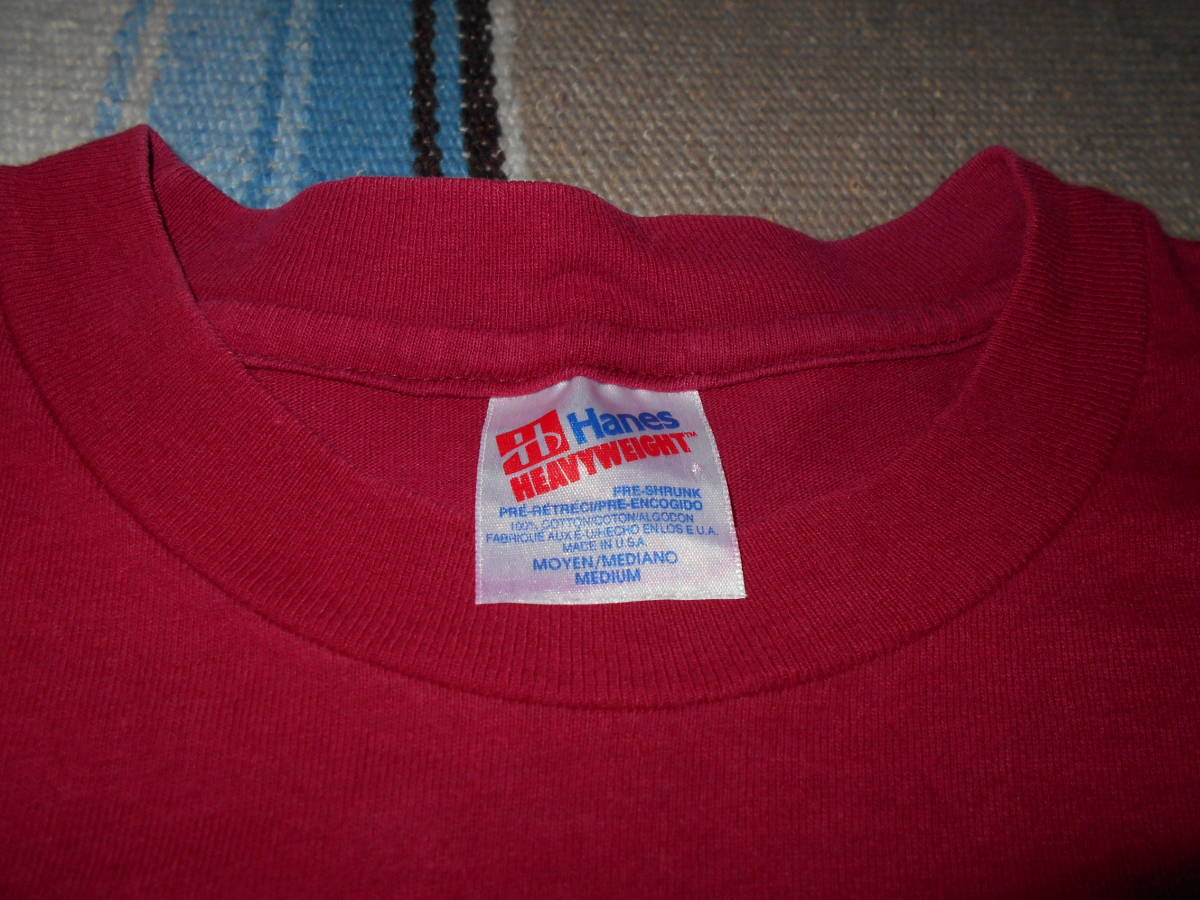 Hanes
HEAVYWEIGHT™
PRE-SHRUNK
PRÉ-RÉTRÉCI/PRE-ENCOGIDO
100% COTTON/COTON/ALGODON
FABRIQUÉ AUX É-U/HECHO EN LOS E.U.A.
MADE IN U.S.A.
MOYEN/MEDIANO
MEDIUM